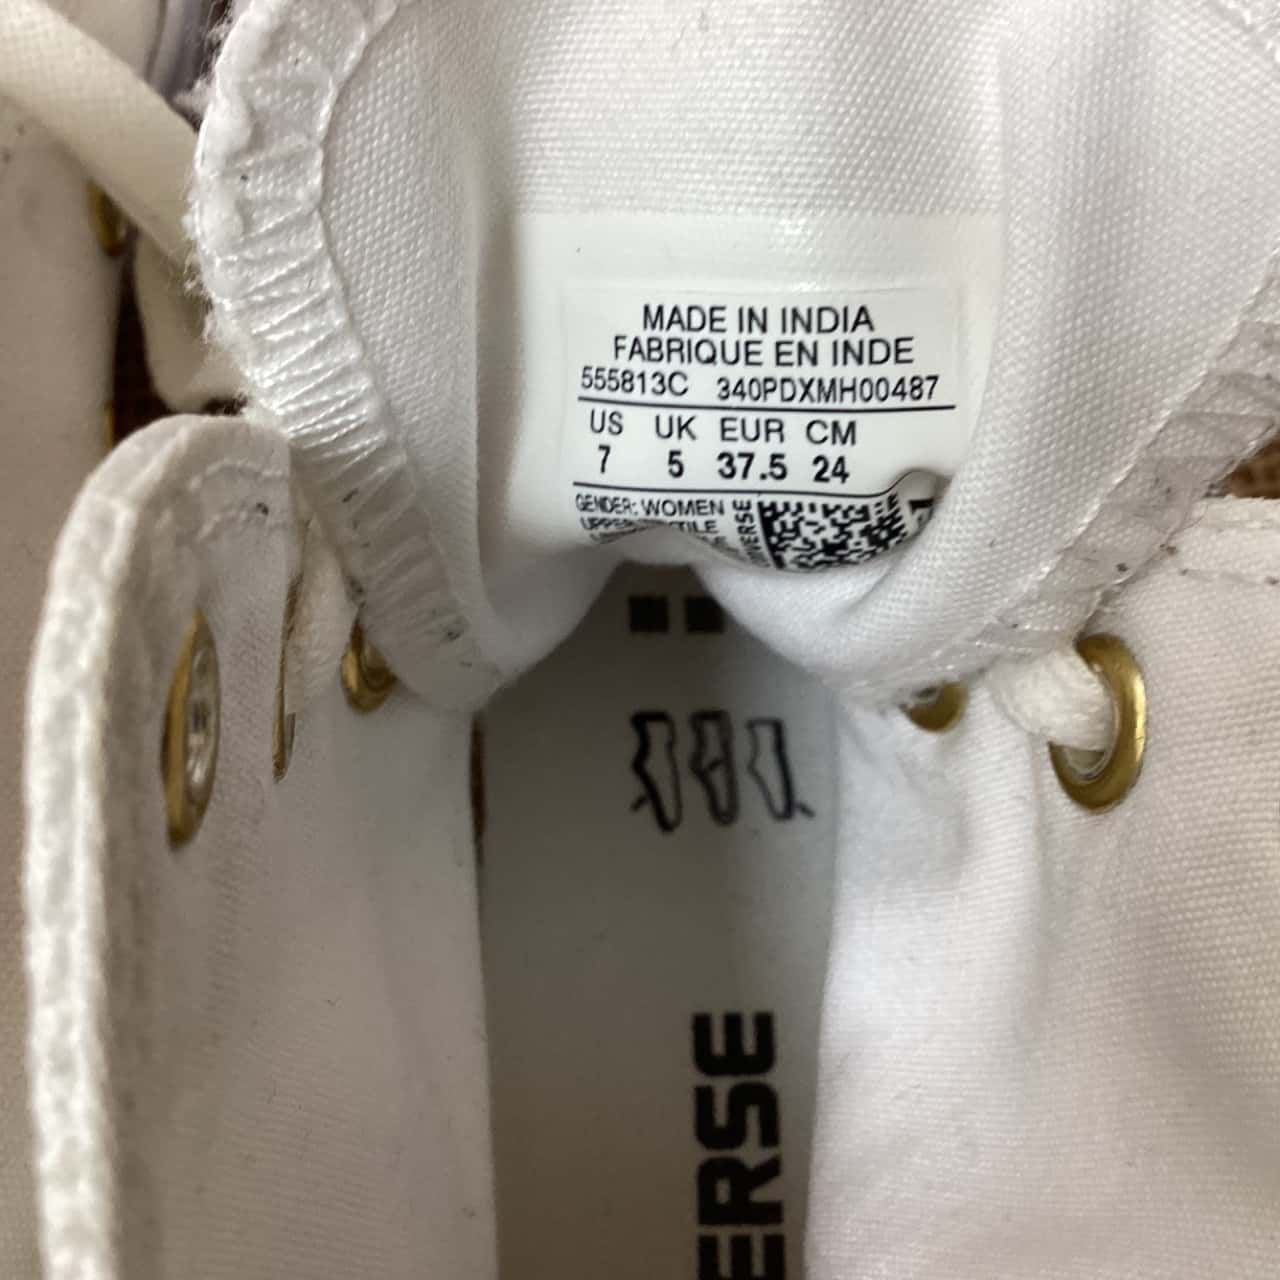 MADE IN INDIA
FABRIQUE EN INDE
555813C 340PDXMH00487
US UK EUR CM
7 5 37.5 24
GENDER: WOMEN
ERSE